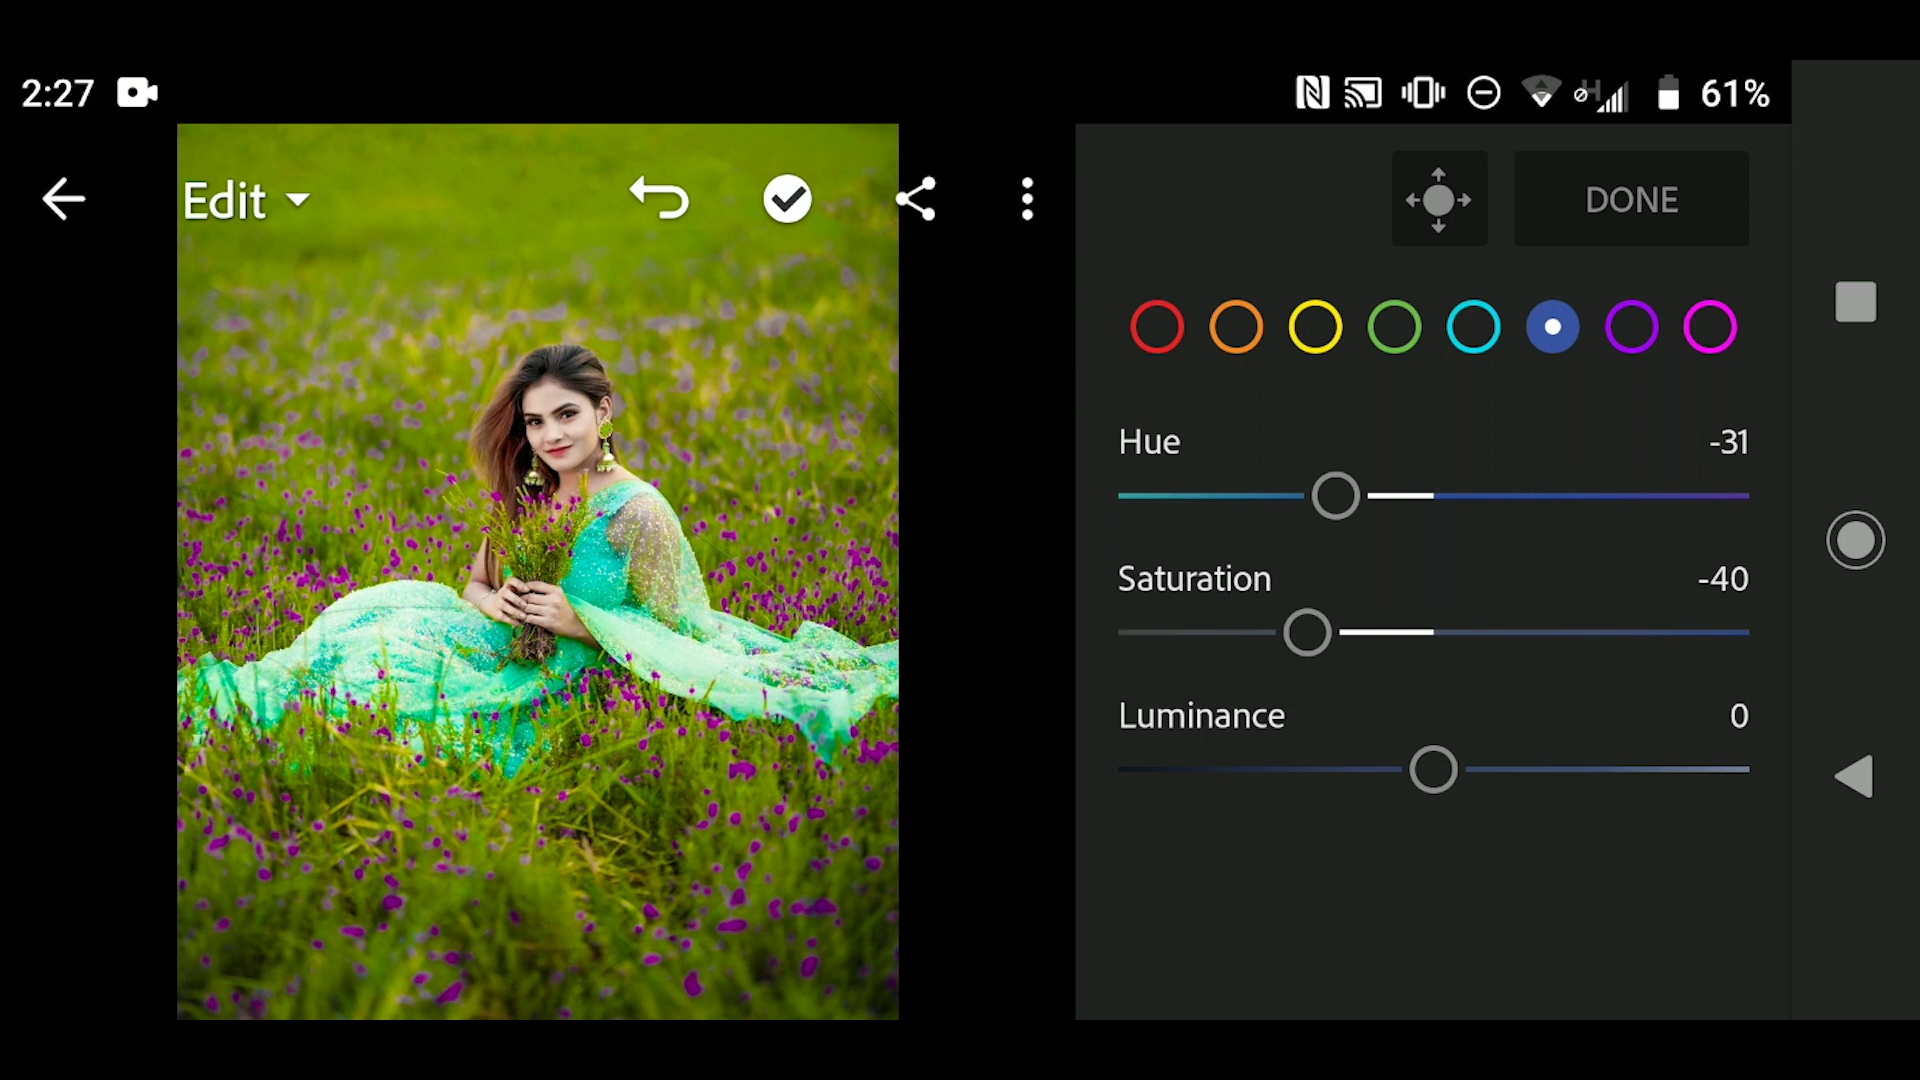 2:27
61%
Edit
DONE
Hue -31
Saturation -40
Luminance 0